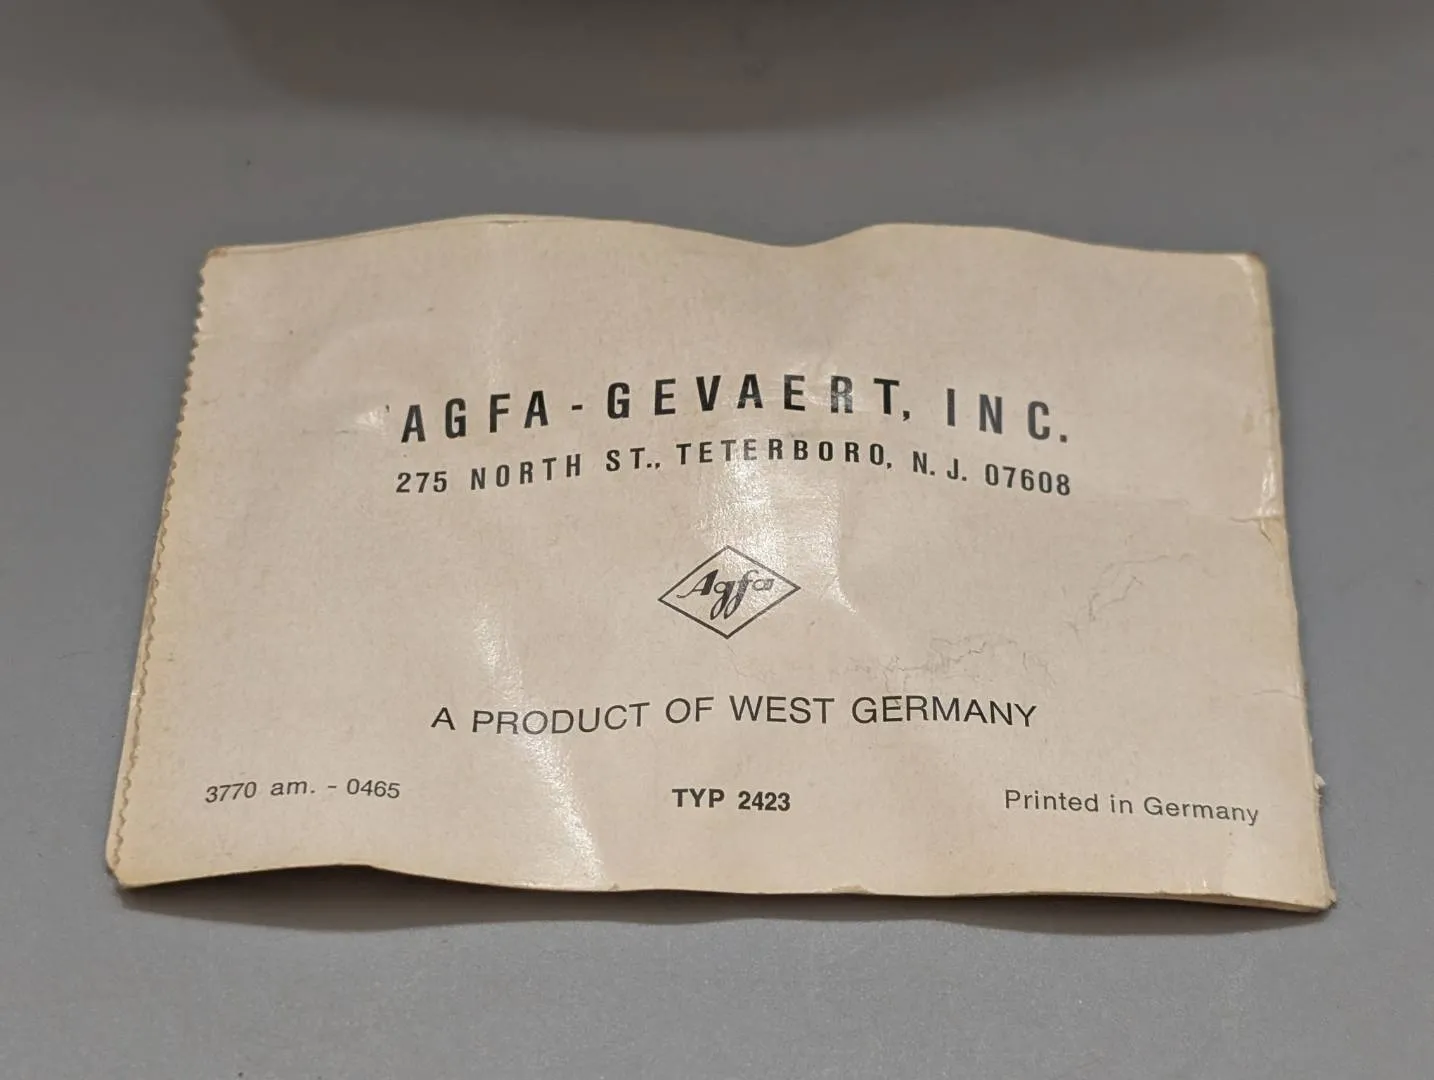 AGFA - GEVAERT, INC.
275 NORTH ST., TETERBORO, N. J. 07608
Agfa
A PRODUCT OF WEST GERMANY
3770 am. - 0465 TYP 2423 Printed in Germany